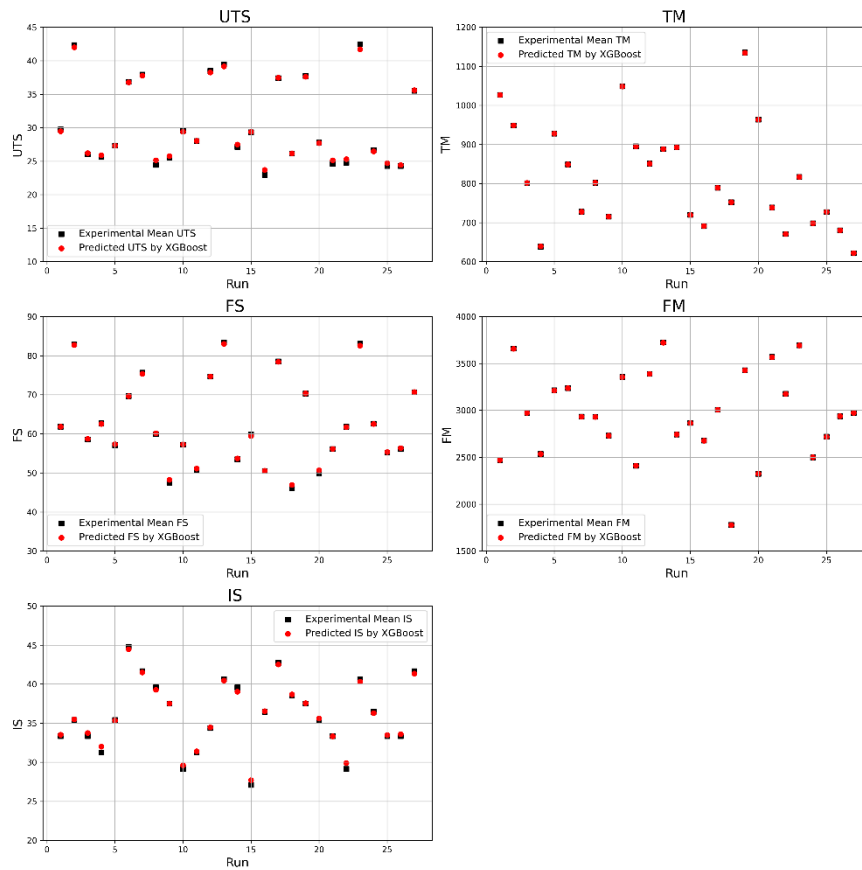 UTS
45
40
35
30
25
20
15
10
UTS
Experimental Mean UTS
Predicted UTS by XGBoost
0 5 10 15 20 25
Run
TM
1200
1100
1000
900
800
700
600
TM
Experimental Mean TM
Predicted TM by XGBoost
0 5 10 15 20 25
Run
FS
90
80
70
60
50
40
30
FS
Experimental Mean FS
Predicted FS by XGBoost
0 5 10 15 20 25
Run
FM
4000
3500
3000
2500
2000
1500
FM
Experimental Mean FM
Predicted FM by XGBoost
0 5 10 15 20 25
Run
IS
50
45
40
35
30
25
20
IS
Experimental Mean IS
Predicted IS by XGBoost
0 5 10 15 20 25
Run